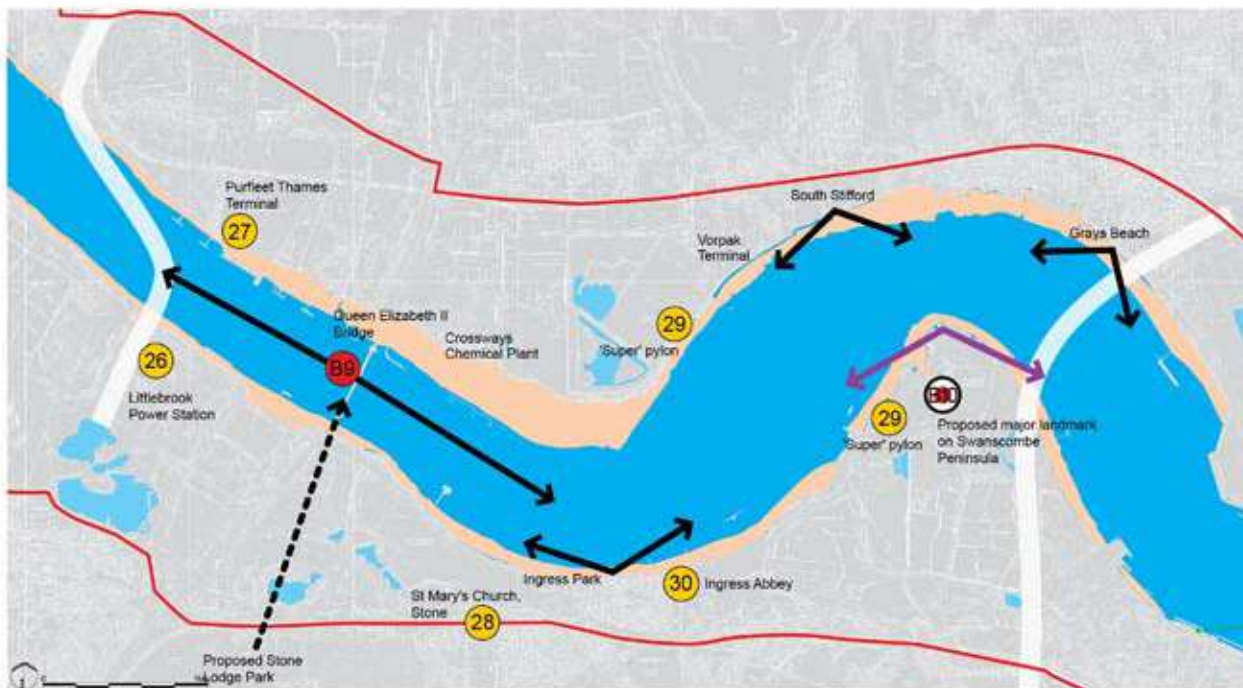 Purfleet Thames
Terminal
27
South Stifford
Grays Beach
Vorpak
Terminal
Queen Elizabeth II
Bridge
Crossways
Chemical Plant
B9
29
'Super' pylon
26
Littlebrook
Power Station
29
'Super' pylon
Proposed major landmark
on Swanscombe
Peninsula
Ingress Park
30
Ingress Abbey
St Mary's Church,
Stone
28
Proposed Stone
Lodge Park